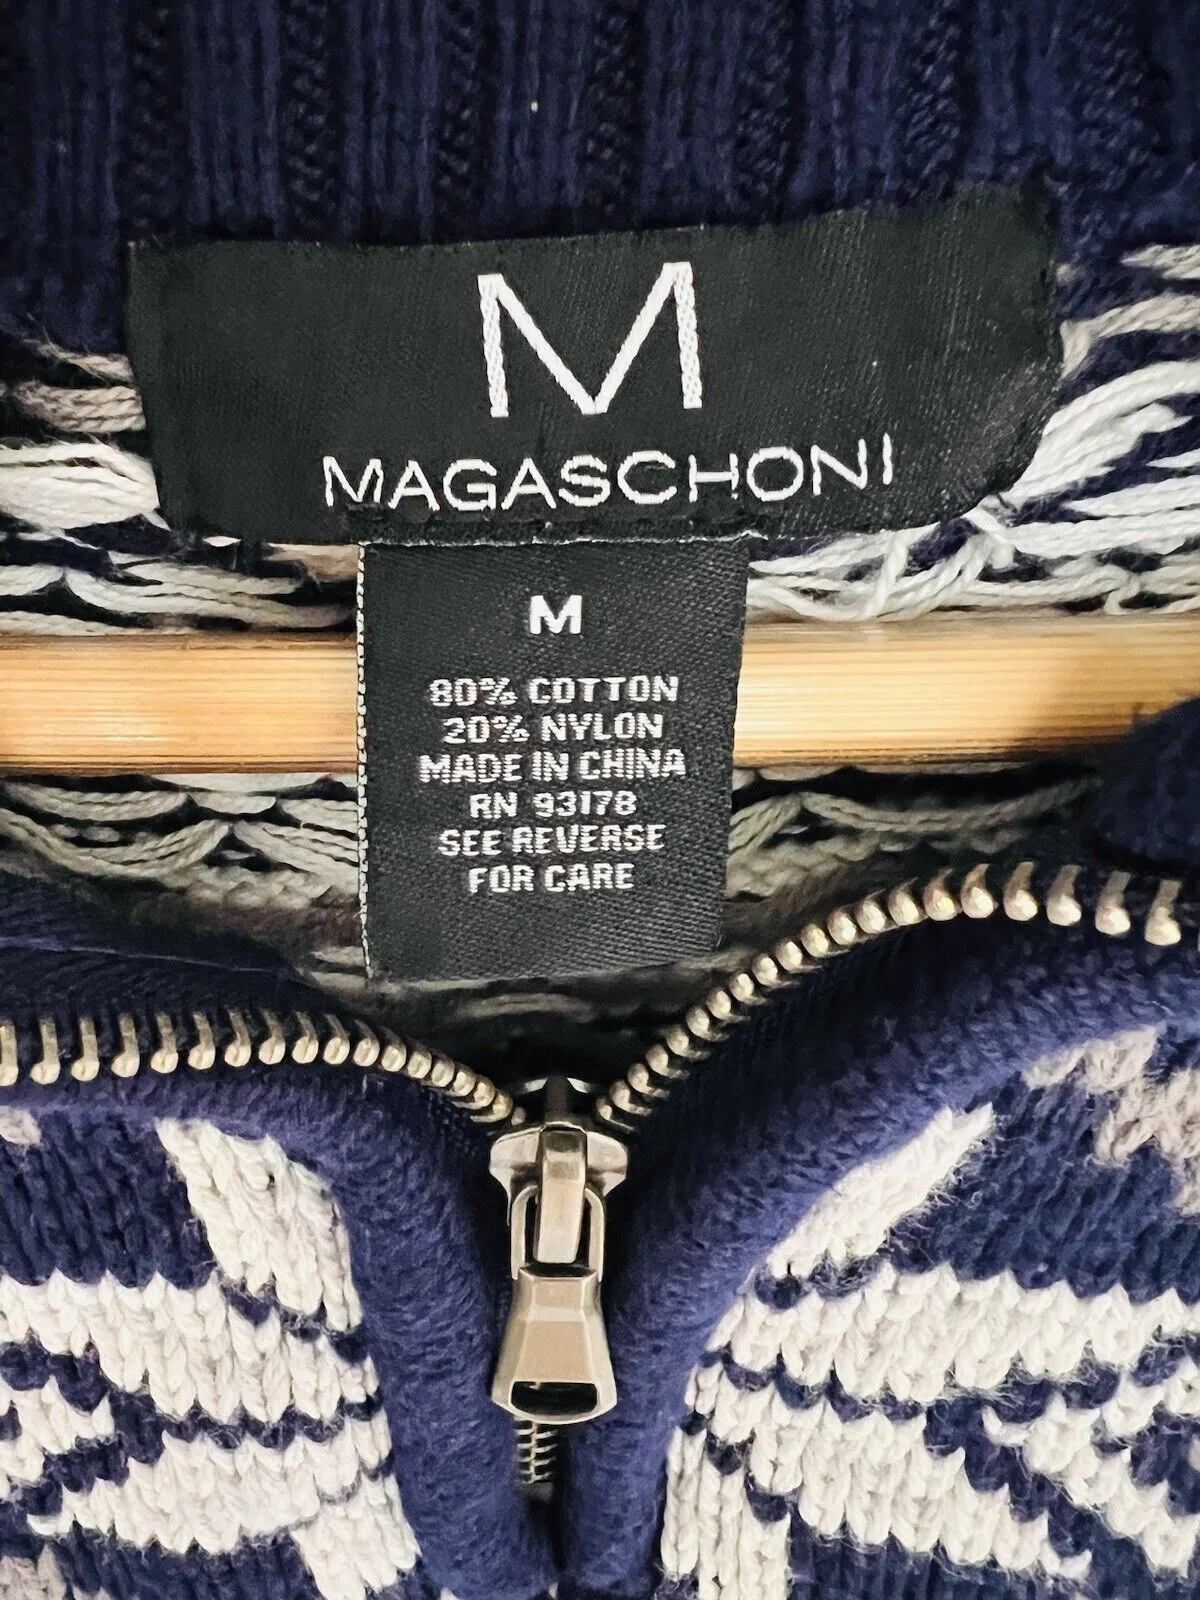 M
MAGASCHONI
M
80% COTTON
20% NYLON
MADE IN CHINA
RN 93178
SEE REVERSE
FOR CARE